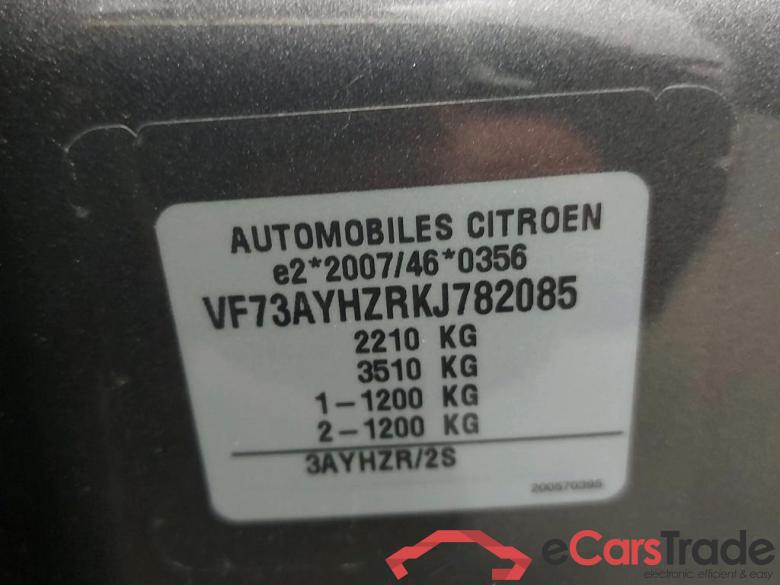 AUTOMOBILES CITROEN
e2*2007/46*0356
VF73AYHZRKJ782085
2210 KG
3510 KG
1-1200 KG
2-1200 KG
3AYHZR/2S
200570395
eCarsTrade
electronic, efficient & easy